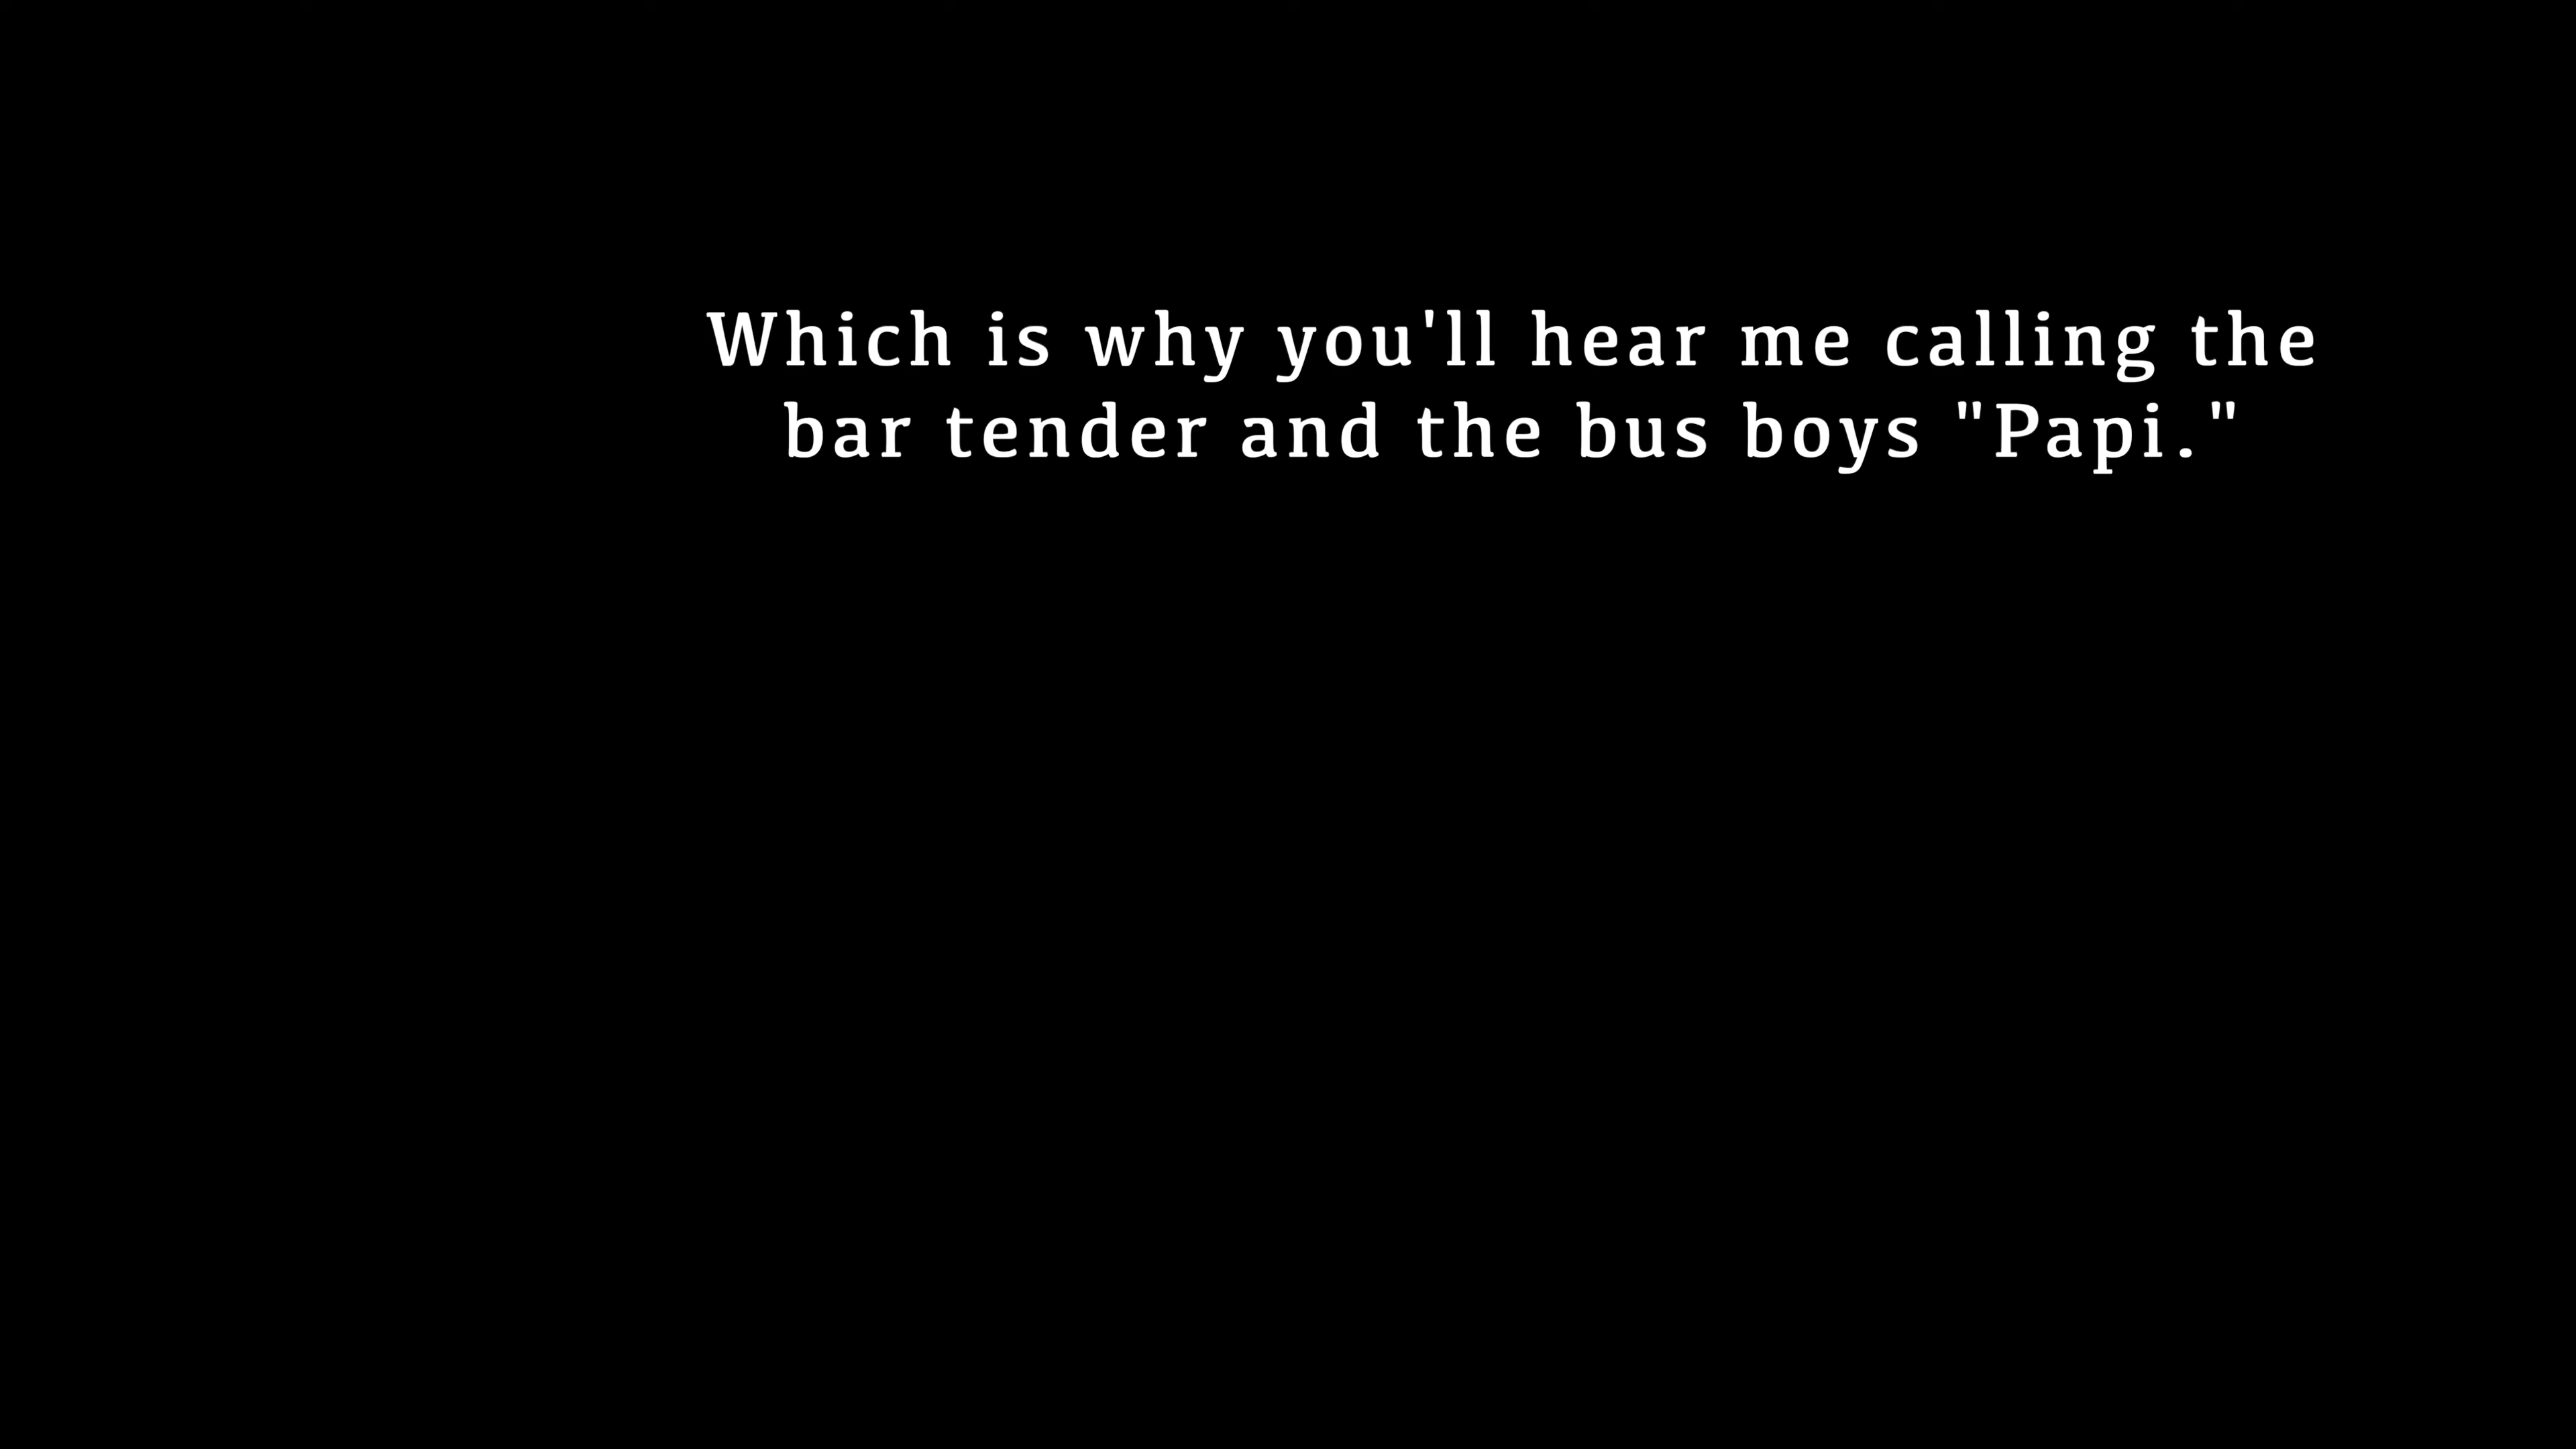 Which is why you'll hear me calling the
bar tender and the bus boys "Papi."